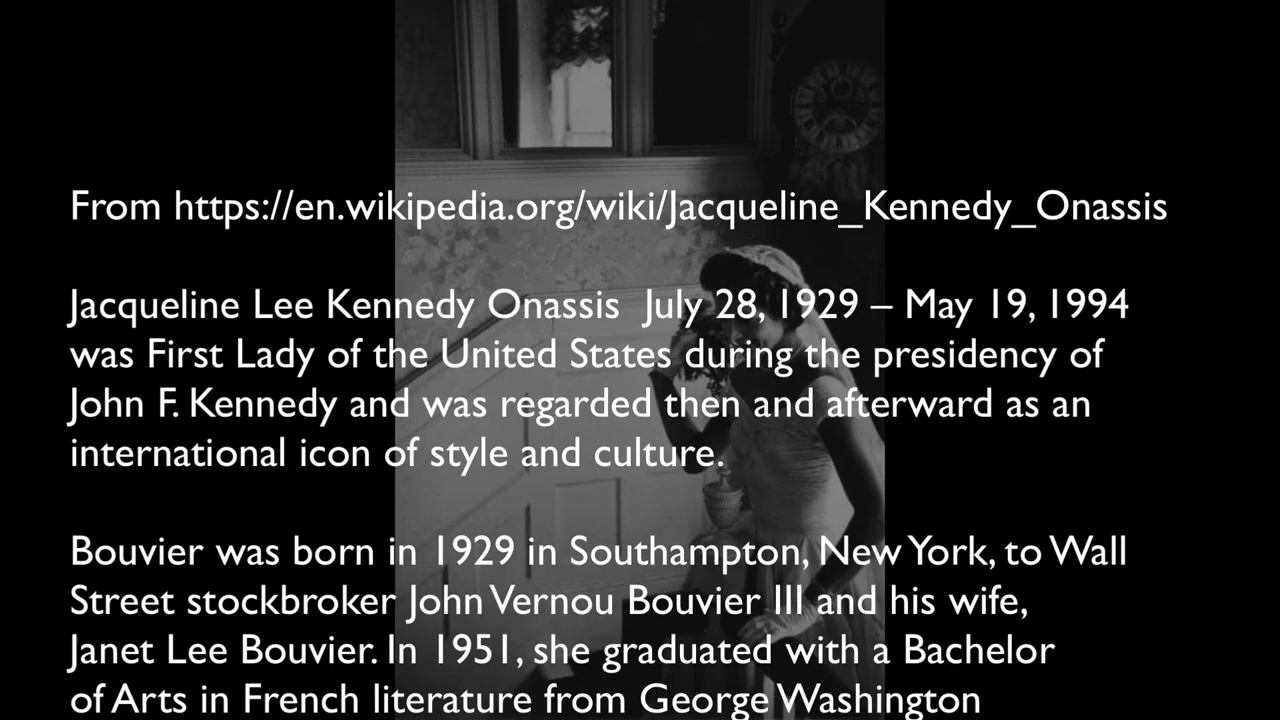 From https://en.wikipedia.org/wiki/Jacqueline_Kennedy_Onassis
Jacqueline Lee Kennedy Onassis  July 28, 1929 – May 19, 1994
was First Lady of the United States during the presidency of
John F. Kennedy and was regarded then and afterward as an
international icon of style and culture.
Bouvier was born in 1929 in Southampton, New York, to Wall
Street stockbroker John Vernou Bouvier III and his wife,
Janet Lee Bouvier. In 1951, she graduated with a Bachelor
of Arts in French literature from George Washington